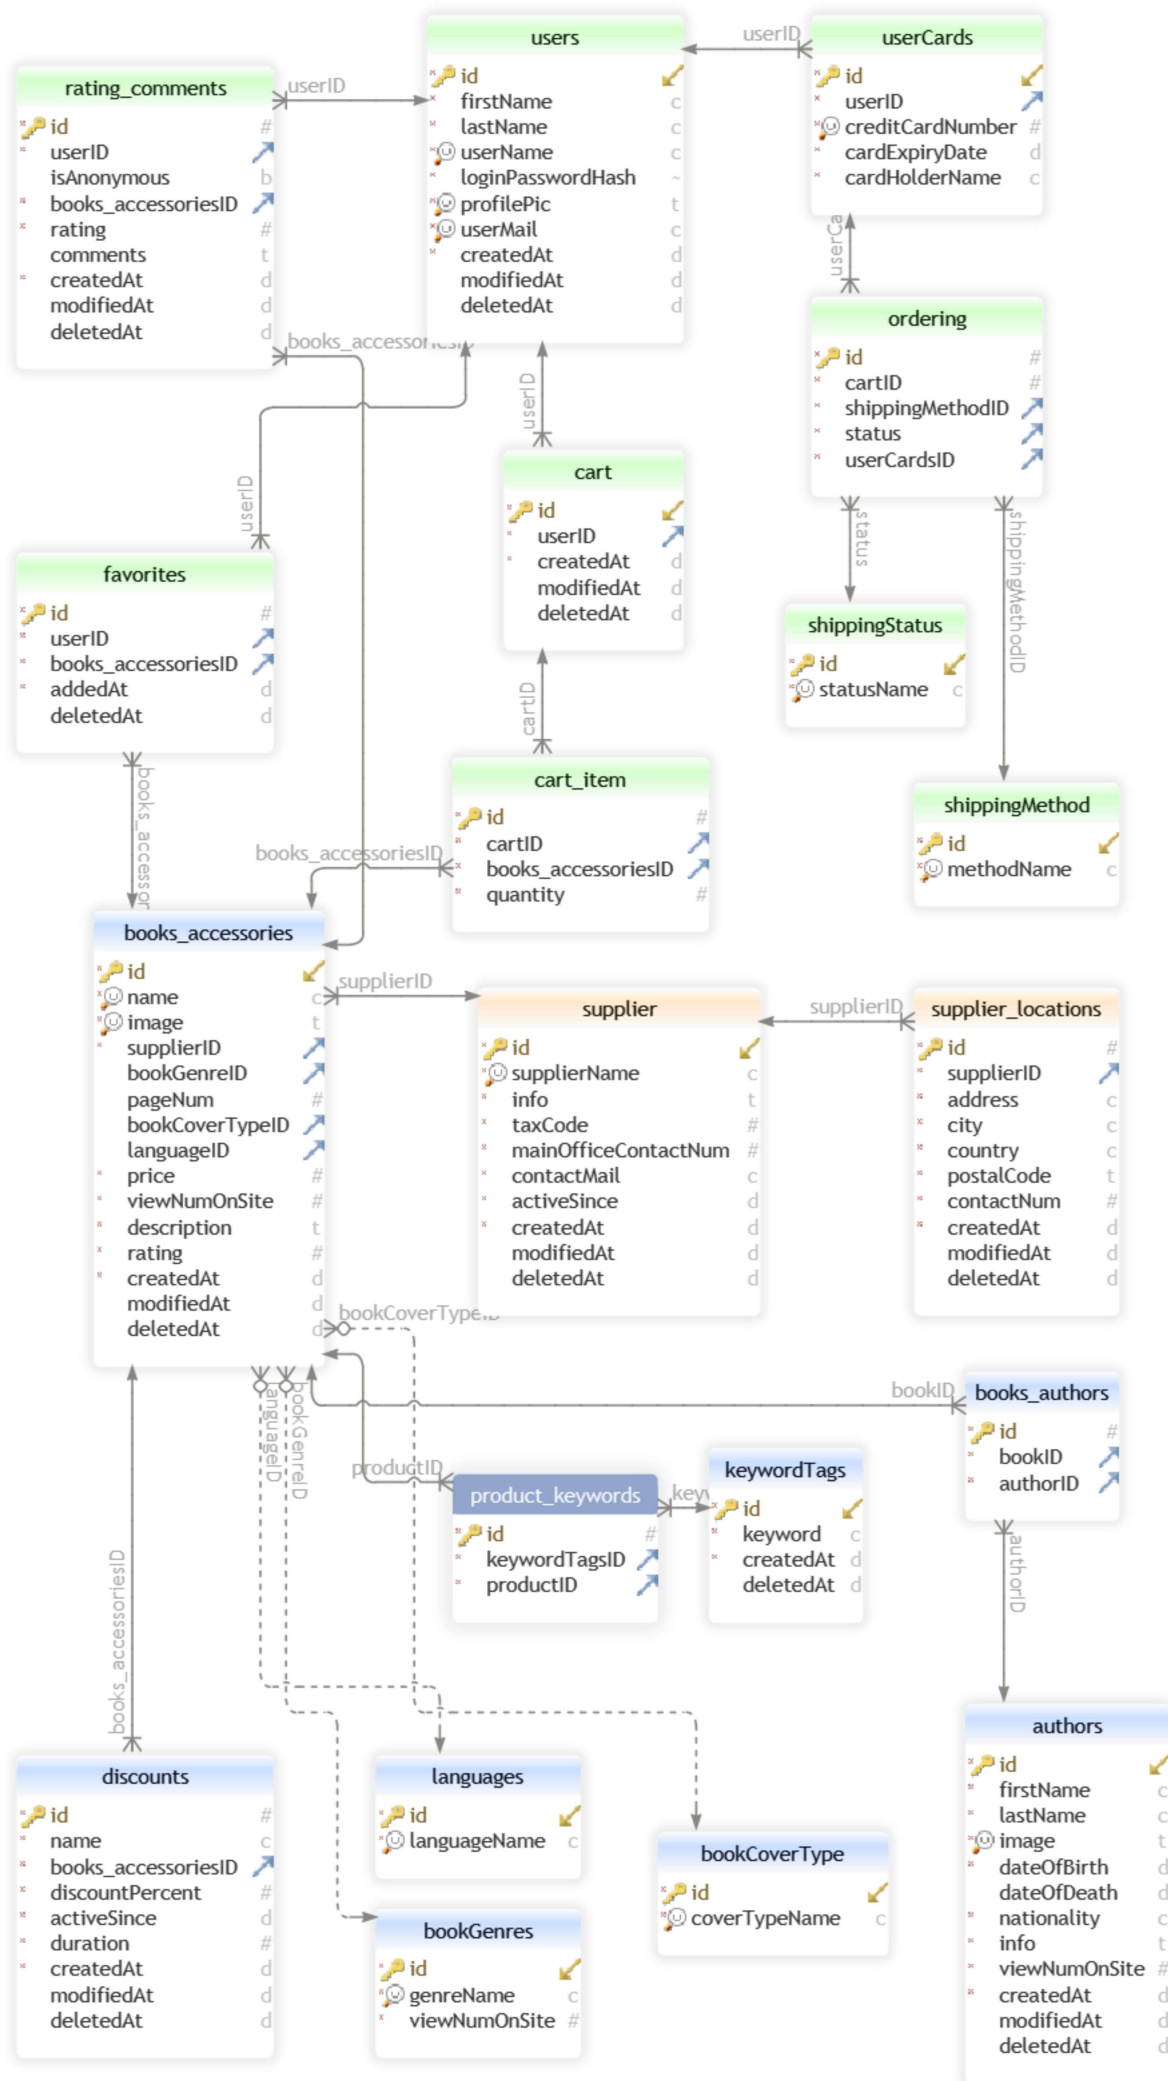 users
id
firstName c
lastName c
userName c
loginPasswordHash ~
profilePic t
userMail c
createdAt d
modifiedAt d
deletedAt d
userID
userCards
id
userID
creditCardNumber #
cardExpiryDate d
cardHolderName c
rating_comments
id #
userID
isAnonymous b
books_accessoriesID
rating #
comments t
createdAt d
modifiedAt d
deletedAt d
userID
books_accessoriesID
userCa
ordering
id #
cartID #
shippingMethodID
status
userCardsID
userID
userID
cart
id
userID
createdAt d
modifiedAt d
deletedAt d
status
shippingMethodID
favorites
id #
userID
books_accessoriesID
addedAt d
deletedAt d
shippingStatus
id
statusName c
cartID
books_accessor
cart_item
id #
cartID
books_accessoriesID
quantity #
books_accessoriesID
shippingMethod
id
methodName c
books_accessories
id
name c
image t
supplierID
bookGenreID
pageNum #
bookCoverTypeID
languageID
price #
viewNumOnSite #
description t
rating #
createdAt d
modifiedAt d
deletedAt d
supplierID
supplier
id
supplierName c
info t
taxCode #
mainOfficeContactNum #
contactMail c
activeSince d
createdAt d
modifiedAt d
deletedAt d
supplierID
supplier_locations
id #
supplierID
address c
city c
country c
postalCode t
contactNum #
createdAt d
modifiedAt d
deletedAt d
bookCoverTypeID
languageID
bookGenreID
bookID
books_authors
id #
bookID
authorID
productID
product_keywords
id #
keywordTagsID
productID
keyw
keywordTags
id
keyword c
createdAt d
deletedAt d
authorID
books_accessoriesID
discounts
id #
name c
books_accessoriesID
discountPercent #
activeSince d
duration #
createdAt d
modifiedAt d
deletedAt d
languages
id
languageName c
bookGenres
id
genreName c
viewNumOnSite #
bookCoverType
id
coverTypeName c
authors
id
firstName c
lastName c
image t
dateOfBirth d
dateOfDeath d
nationality c
info t
viewNumOnSite #
createdAt d
modifiedAt d
deletedAt d